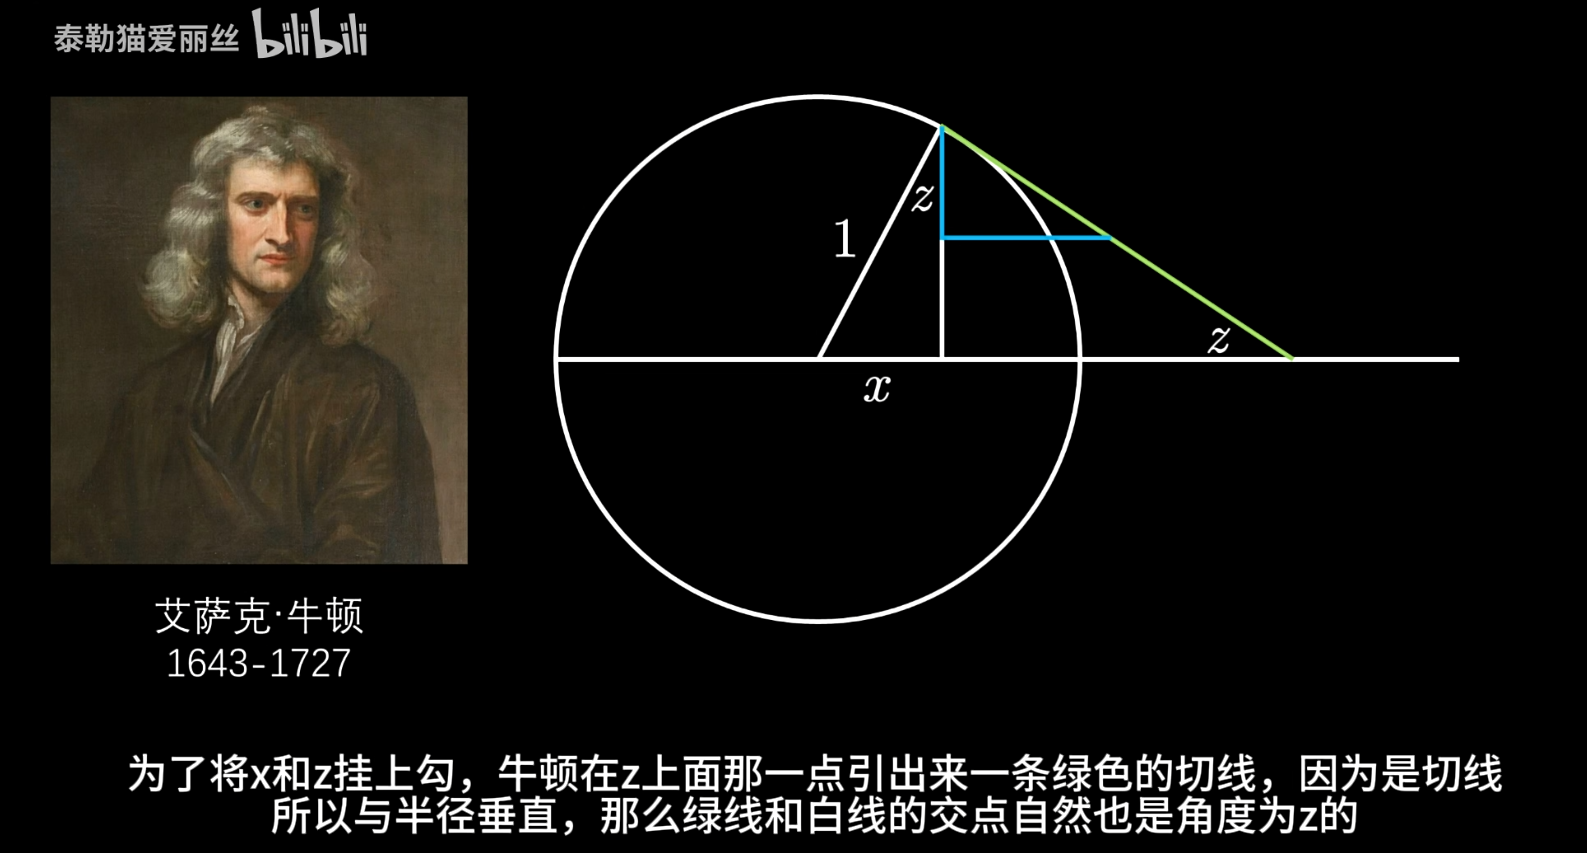 泰勒猫爱丽丝 bilibili
1
z
z
x
艾萨克·牛顿
1643-1727
为了将x和z挂上勾，牛顿在z上面那一点引出来一条绿色的切线，因为是切线
所以与半径垂直，那么绿线和白线的交点自然也是角度为z的